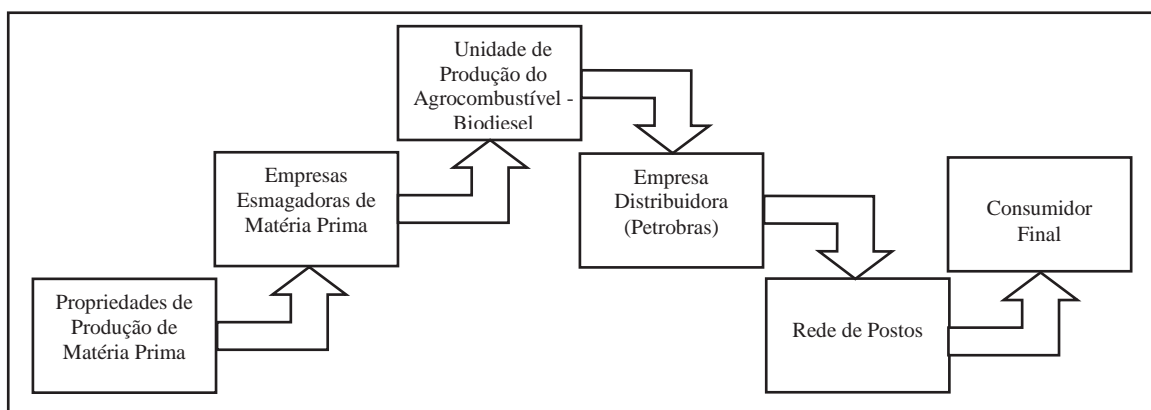 Propriedades de
Produção de
Matéria Prima
Empresas
Esmagadoras de
Matéria Prima
Unidade de
Produção do
Agrocombustível -
Biodiesel
Empresa
Distribuidora
(Petrobras)
Rede de Postos
Consumidor
Final